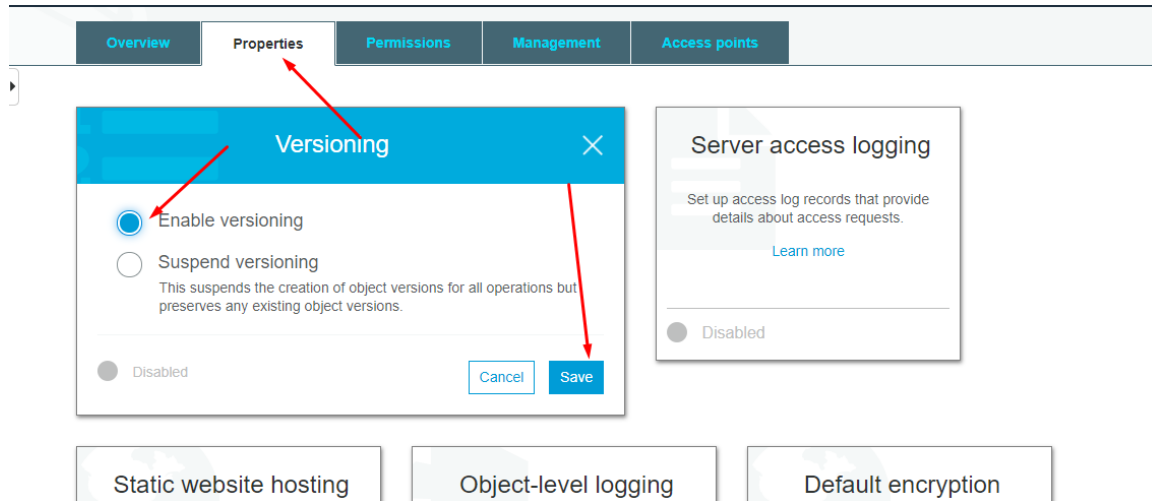 Overview Properties Permissions Management Access points
Versioning
Enable versioning
Suspend versioning
This suspends the creation of object versions for all operations but
preserves any existing object versions.
Disabled
Cancel Save
Server access logging
Set up access log records that provide
details about access requests.
Learn more
Disabled
Static website hosting
Object-level logging
Default encryption